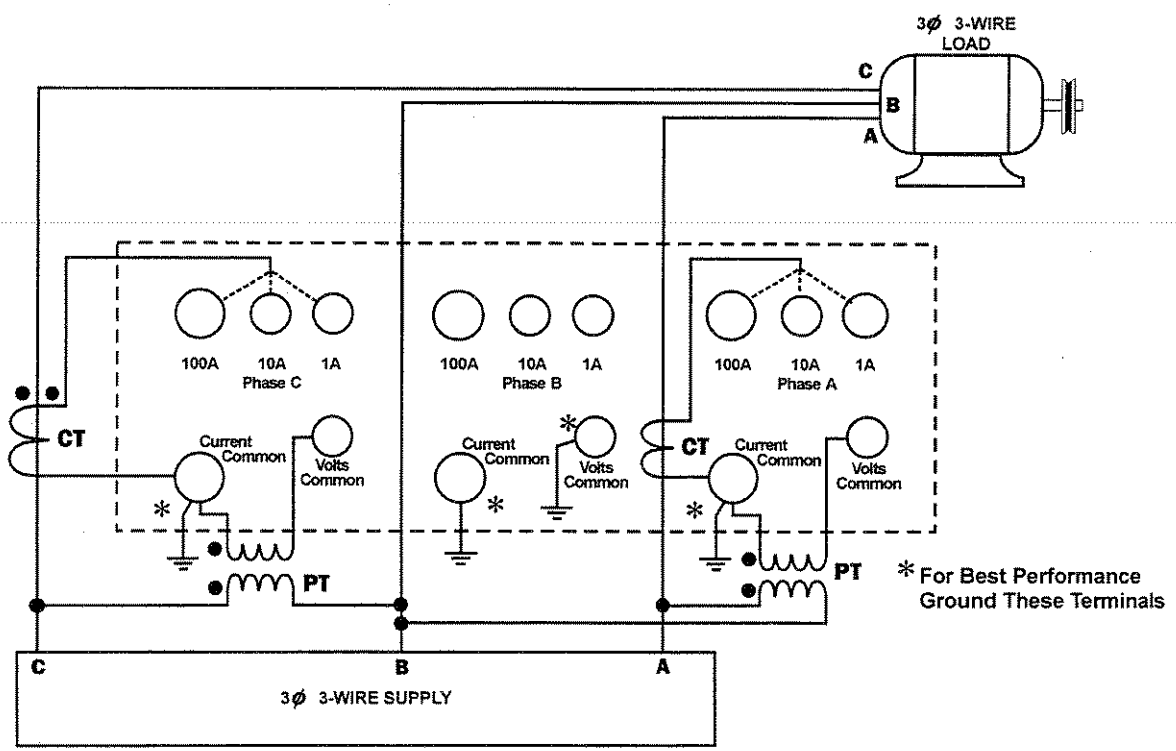 3ϕ 3-WIRE
LOAD
C
B
A
100A 10A 1A
Phase C
100A 10A 1A
Phase B
100A 10A 1A
Phase A
CT
Current
Common
Volts
Common
*
Current
Common
*
*
CT
Current
Common
Volts
Common
*
PT
PT
* For Best Performance
Ground These Terminals
C B A
3ϕ 3-WIRE SUPPLY